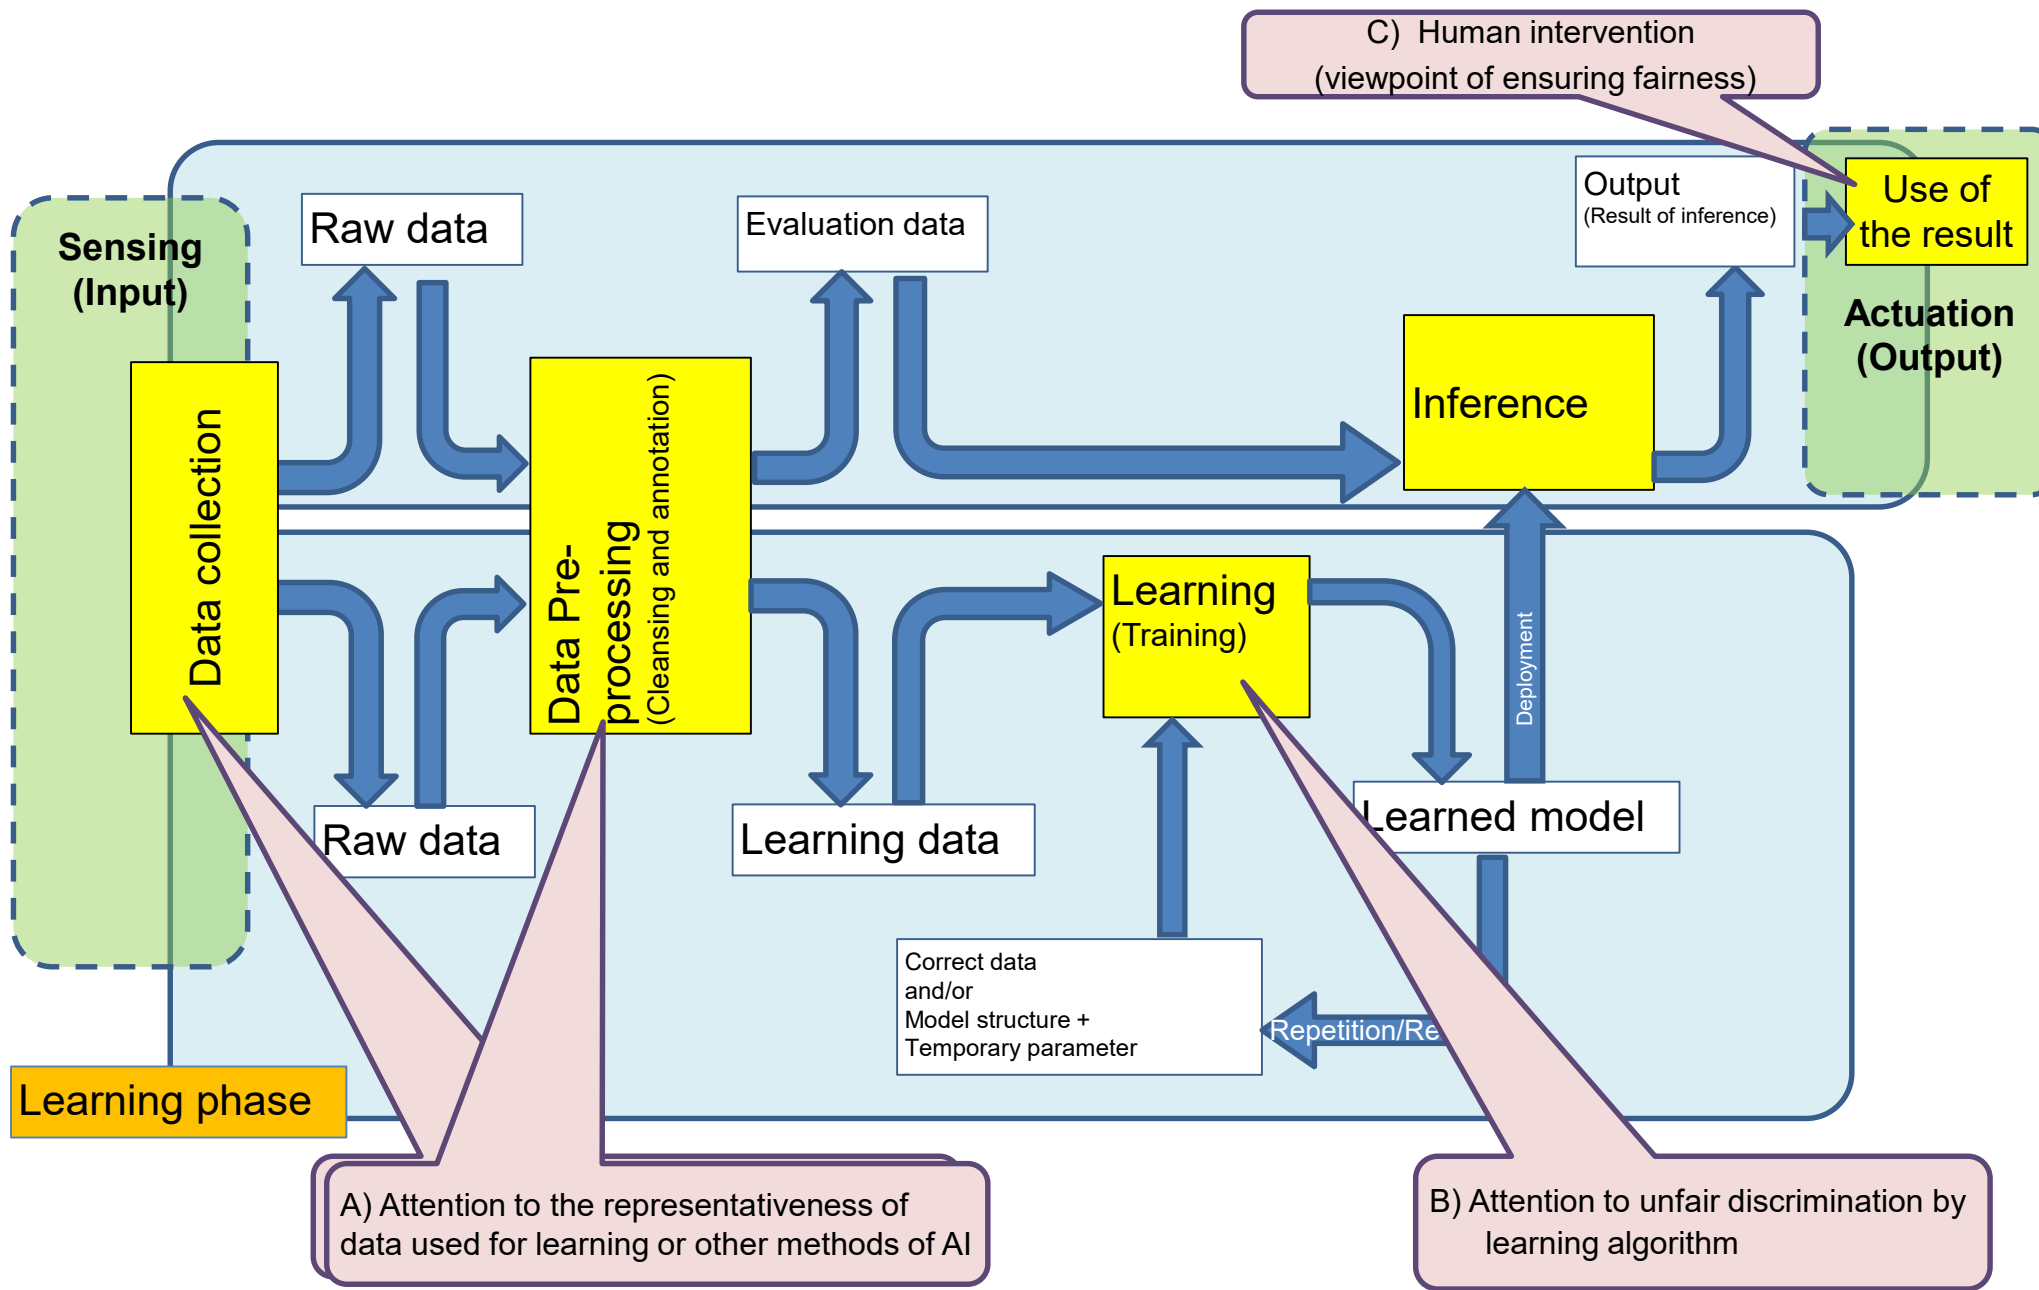 C) Human intervention
(viewpoint of ensuring fairness)
Sensing
(Input)
Raw data
Evaluation data
Output
(Result of inference)
Use of
the result
Actuation
(Output)
Data collection
Data Pre-
processing
(Cleansing and annotation)
Inference
Learning
(Training)
Deployment
Raw data
Learning data
Learned model
Correct data
and/or
Model structure +
Temporary parameter
Repetition/Re
Learning phase
A) Attention to the representativeness of
data used for learning or other methods of AI
B) Attention to unfair discrimination by
learning algorithm